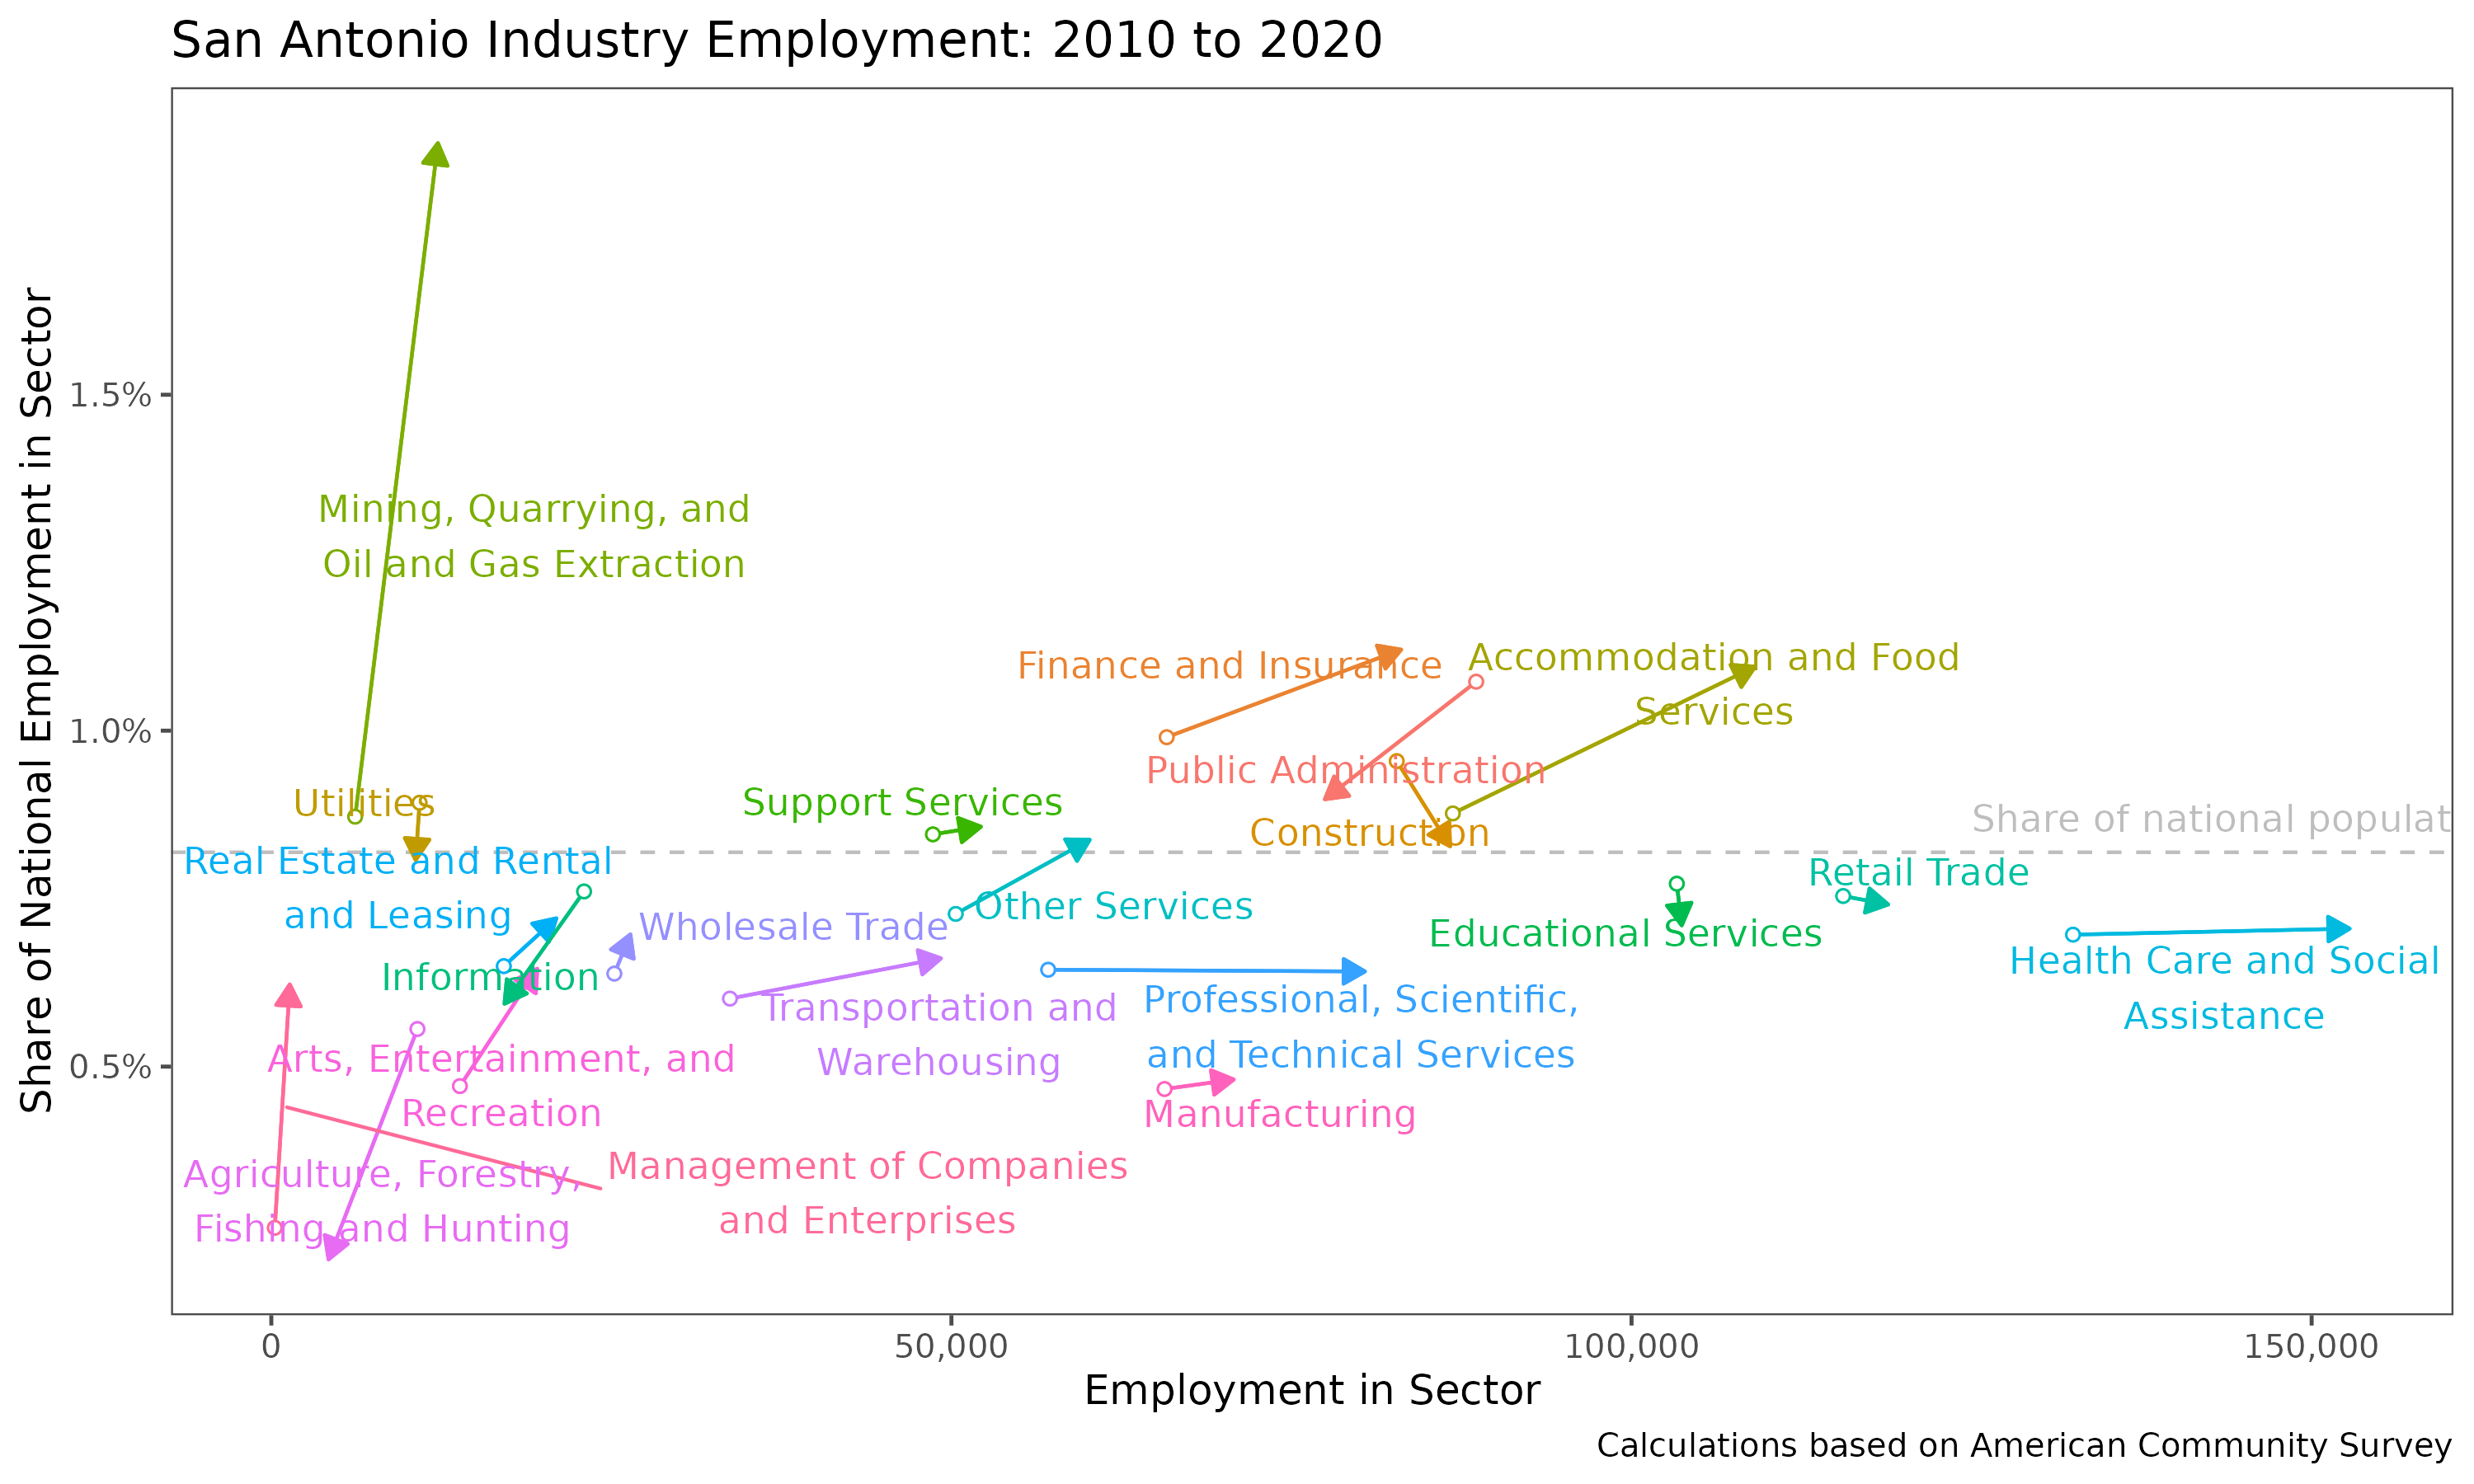 San Antonio Industry Employment: 2010 to 2020
Share of National Employment in Sector
1.5%
1.0%
0.5%
Mining, Quarrying, and
Oil and Gas Extraction
Finance and Insurance
Accommodation and Food
Services
Public Administration
Utilities
Support Services
Construction
Share of national populat
Real Estate and Rental
and Leasing
Retail Trade
Other Services
Wholesale Trade
Educational Services
Information
Health Care and Social
Assistance
Transportation and
Warehousing
Professional, Scientific,
and Technical Services
Arts, Entertainment, and
Recreation
Manufacturing
Management of Companies
and Enterprises
Agriculture, Forestry,
Fishing and Hunting
0
50,000
100,000
150,000
Employment in Sector
Calculations based on American Community Survey